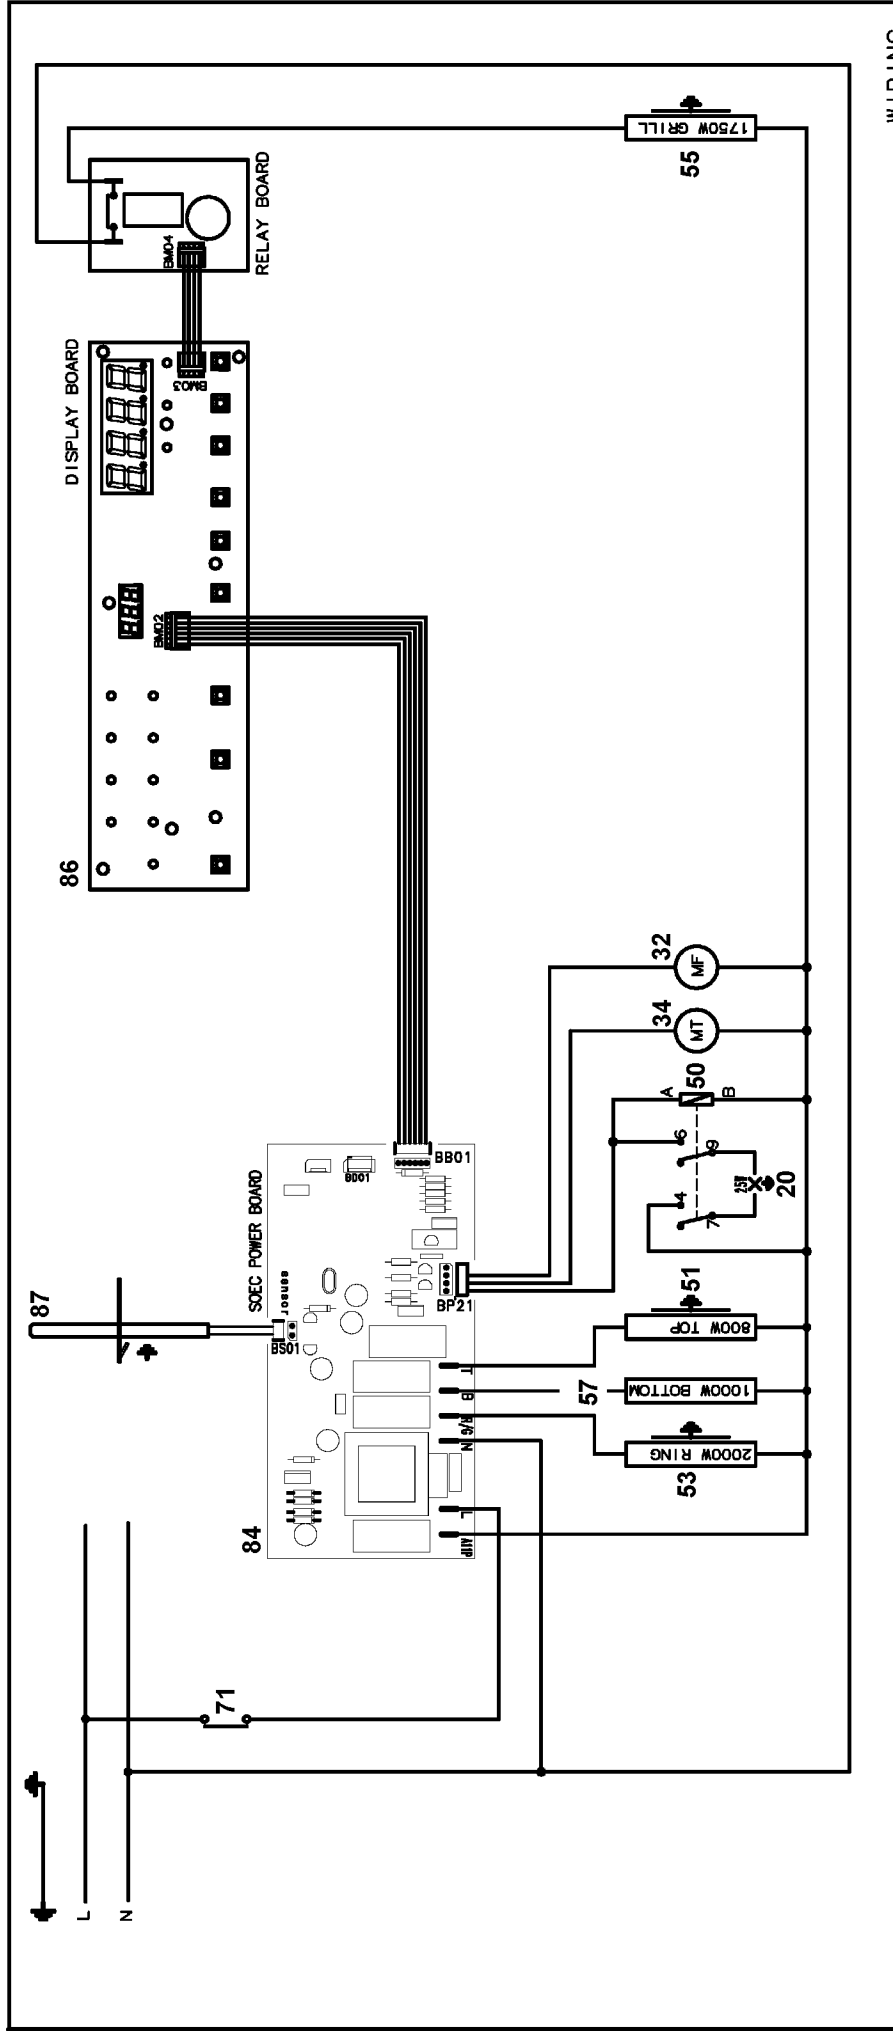 WIRING
RELAY BOARD
BM04
DISPLAY BOARD
BM03
BM02
86
1750W GRILL
55
87
SOEC POWER BOARD
sensor
BS01
BD01
BB01
BP21
84
T
B
R/G
N
L
AllP
32
MF
34
MT
50
A
B
6
9
4
7
25W
20
51
800W TOP
57
1000W BOTTOM
53
2000W RING
71
L
N